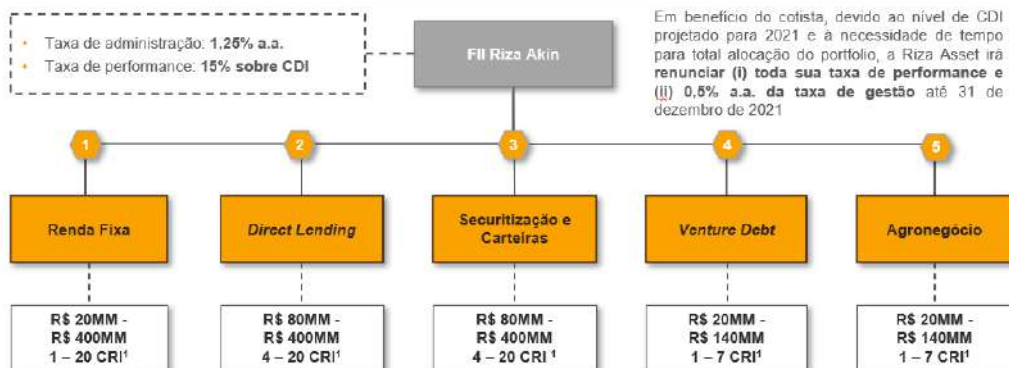 • Taxa de administração: 1,25% a.a.
• Taxa de performance: 15% sobre CDI
FII Riza Akin
Em benefício do cotista, devido ao nível de CDI
projetado para 2021 e à necessidade de tempo
para total alocação do portfolio, a Riza Asset irá
renunciar (i) toda sua taxa de performance e
(ii) 0,5% a.a. da taxa de gestão até 31 de
dezembro de 2021
1
2
3
4
5
Renda Fixa
Direct Lending
Securitização e
Carteiras
Venture Debt
Agronegócio
R$ 20MM -
R$ 400MM
1 – 20 CRI¹
R$ 80MM -
R$ 400MM
4 – 20 CRI¹
R$ 80MM -
R$ 400MM
4 – 20 CRI ¹
R$ 20MM -
R$ 140MM
1 – 7 CRI¹
R$ 20MM -
R$ 140MM
1 – 7 CRI¹